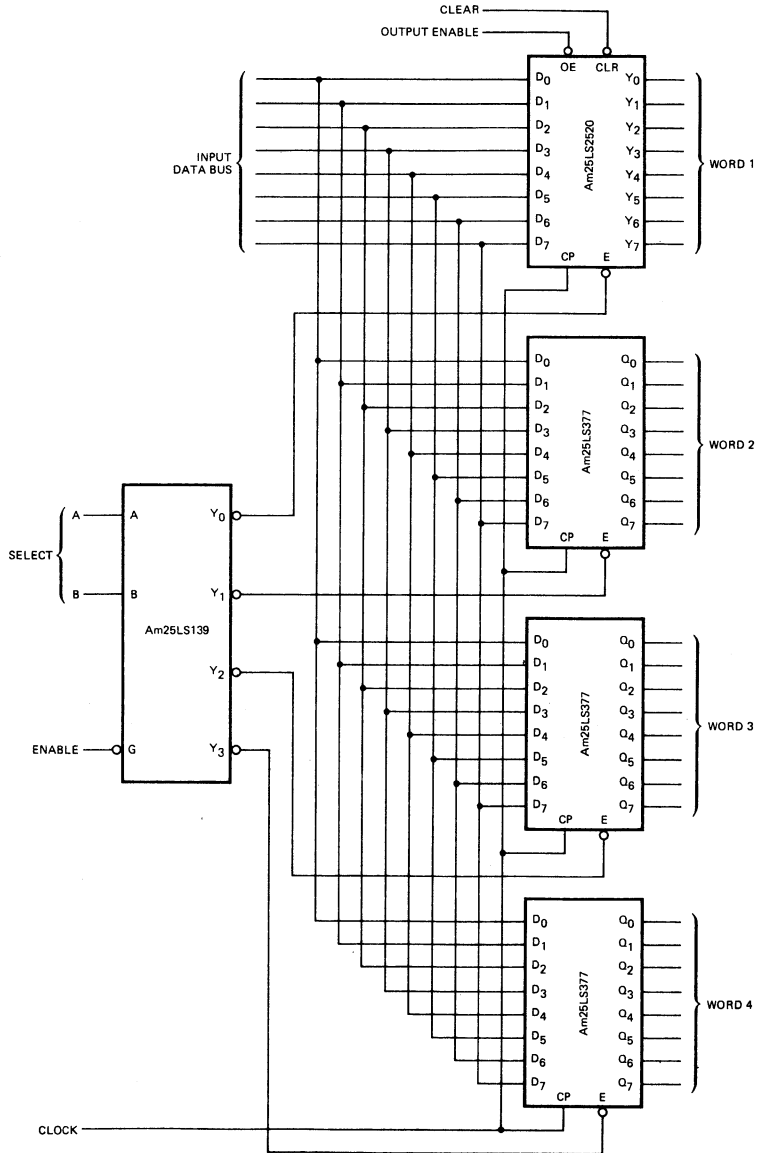 CLEAR
OUTPUT ENABLE
OE CLR
INPUT
DATA BUS
D0 Y0
D1 Y1
D2 Y2
D3 Y3
D4 Y4
D5 Y5
D6 Y6
D7 Y7
Am25LS2520
CP E
WORD 1
D0 Q0
D1 Q1
D2 Q2
D3 Q3
D4 Q4
D5 Q5
D6 Q6
D7 Q7
Am25LS377
CP E
WORD 2
SELECT
A A Y0
B B Y1
Am25LS139
Y2
ENABLE G Y3
D0 Q0
D1 Q1
D2 Q2
D3 Q3
D4 Q4
D5 Q5
D6 Q6
D7 Q7
Am25LS377
CP E
WORD 3
D0 Q0
D1 Q1
D2 Q2
D3 Q3
D4 Q4
D5 Q5
D6 Q6
D7 Q7
Am25LS377
CP E
WORD 4
CLOCK